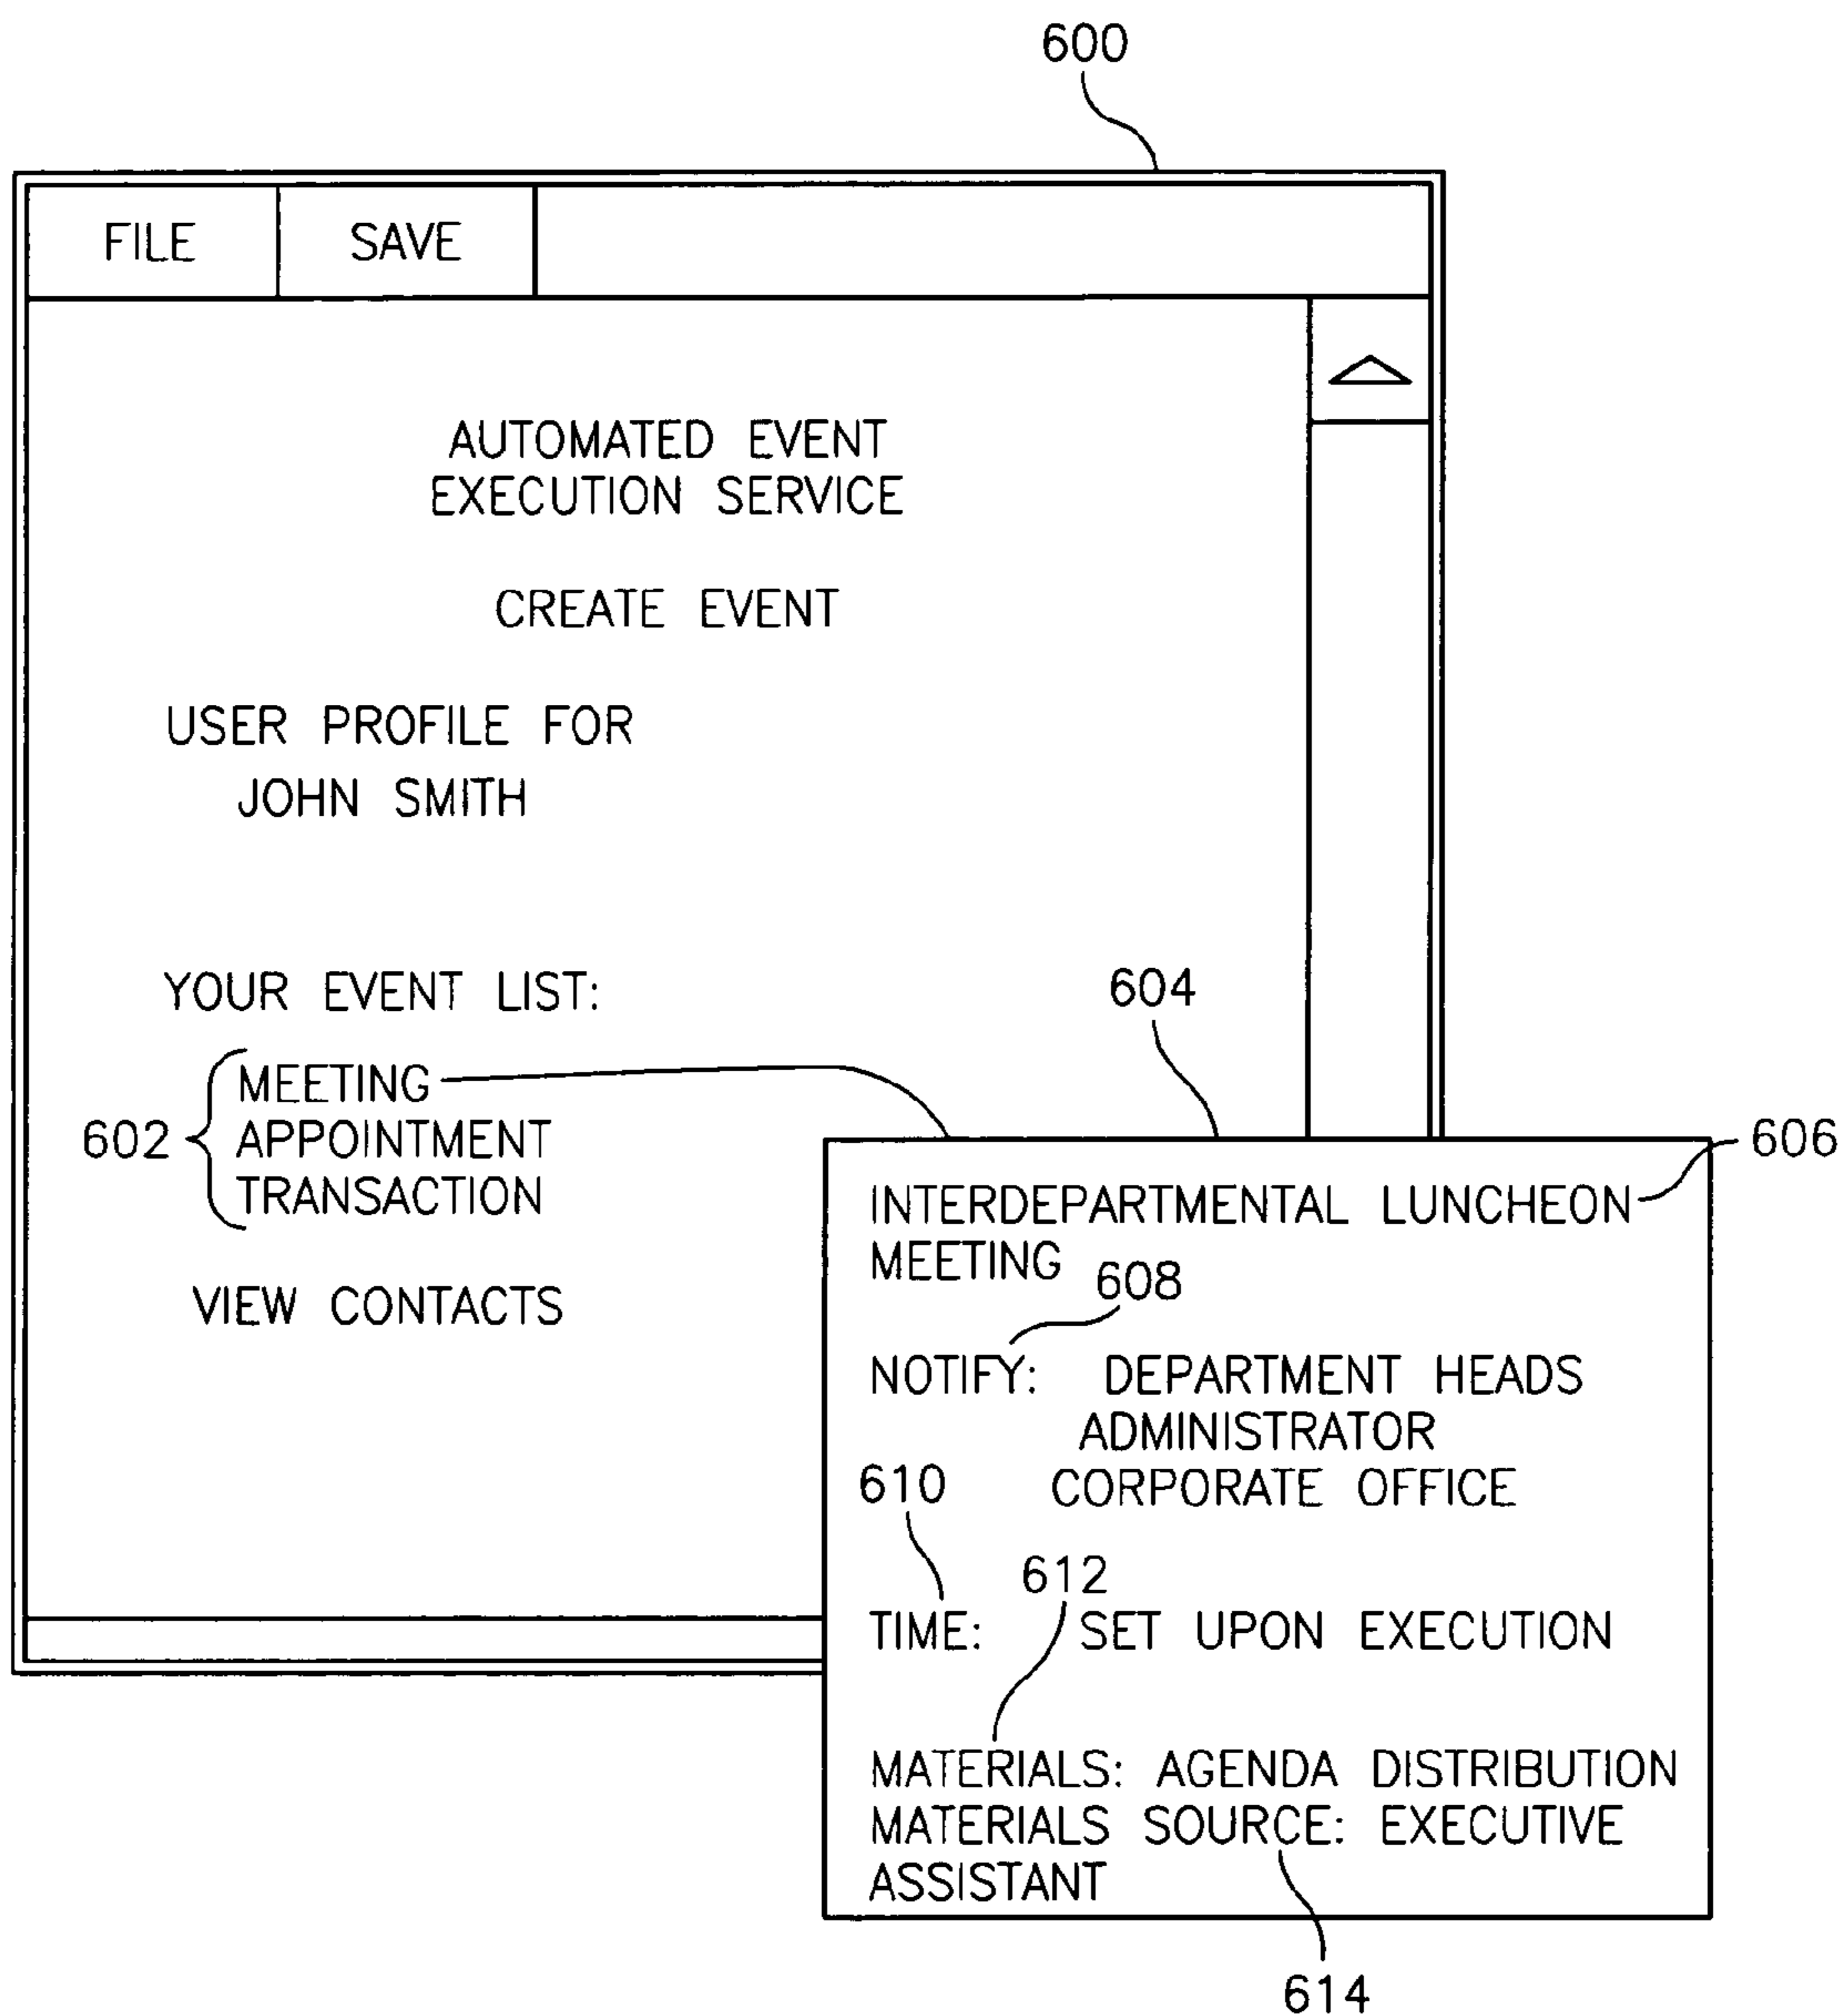 600
FILE SAVE
AUTOMATED EVENT
EXECUTION SERVICE
CREATE EVENT
USER PROFILE FOR
JOHN SMITH
YOUR EVENT LIST:
604
MEETING
602 APPOINTMENT
606
TRANSACTION
INTERDEPARTMENTAL LUNCHEON
MEETING
608
VIEW CONTACTS
NOTIFY: DEPARTMENT HEADS
ADMINISTRATOR
CORPORATE OFFICE
610
612
TIME: SET UPON EXECUTION
MATERIALS: AGENDA DISTRIBUTION
MATERIALS SOURCE: EXECUTIVE
ASSISTANT
614